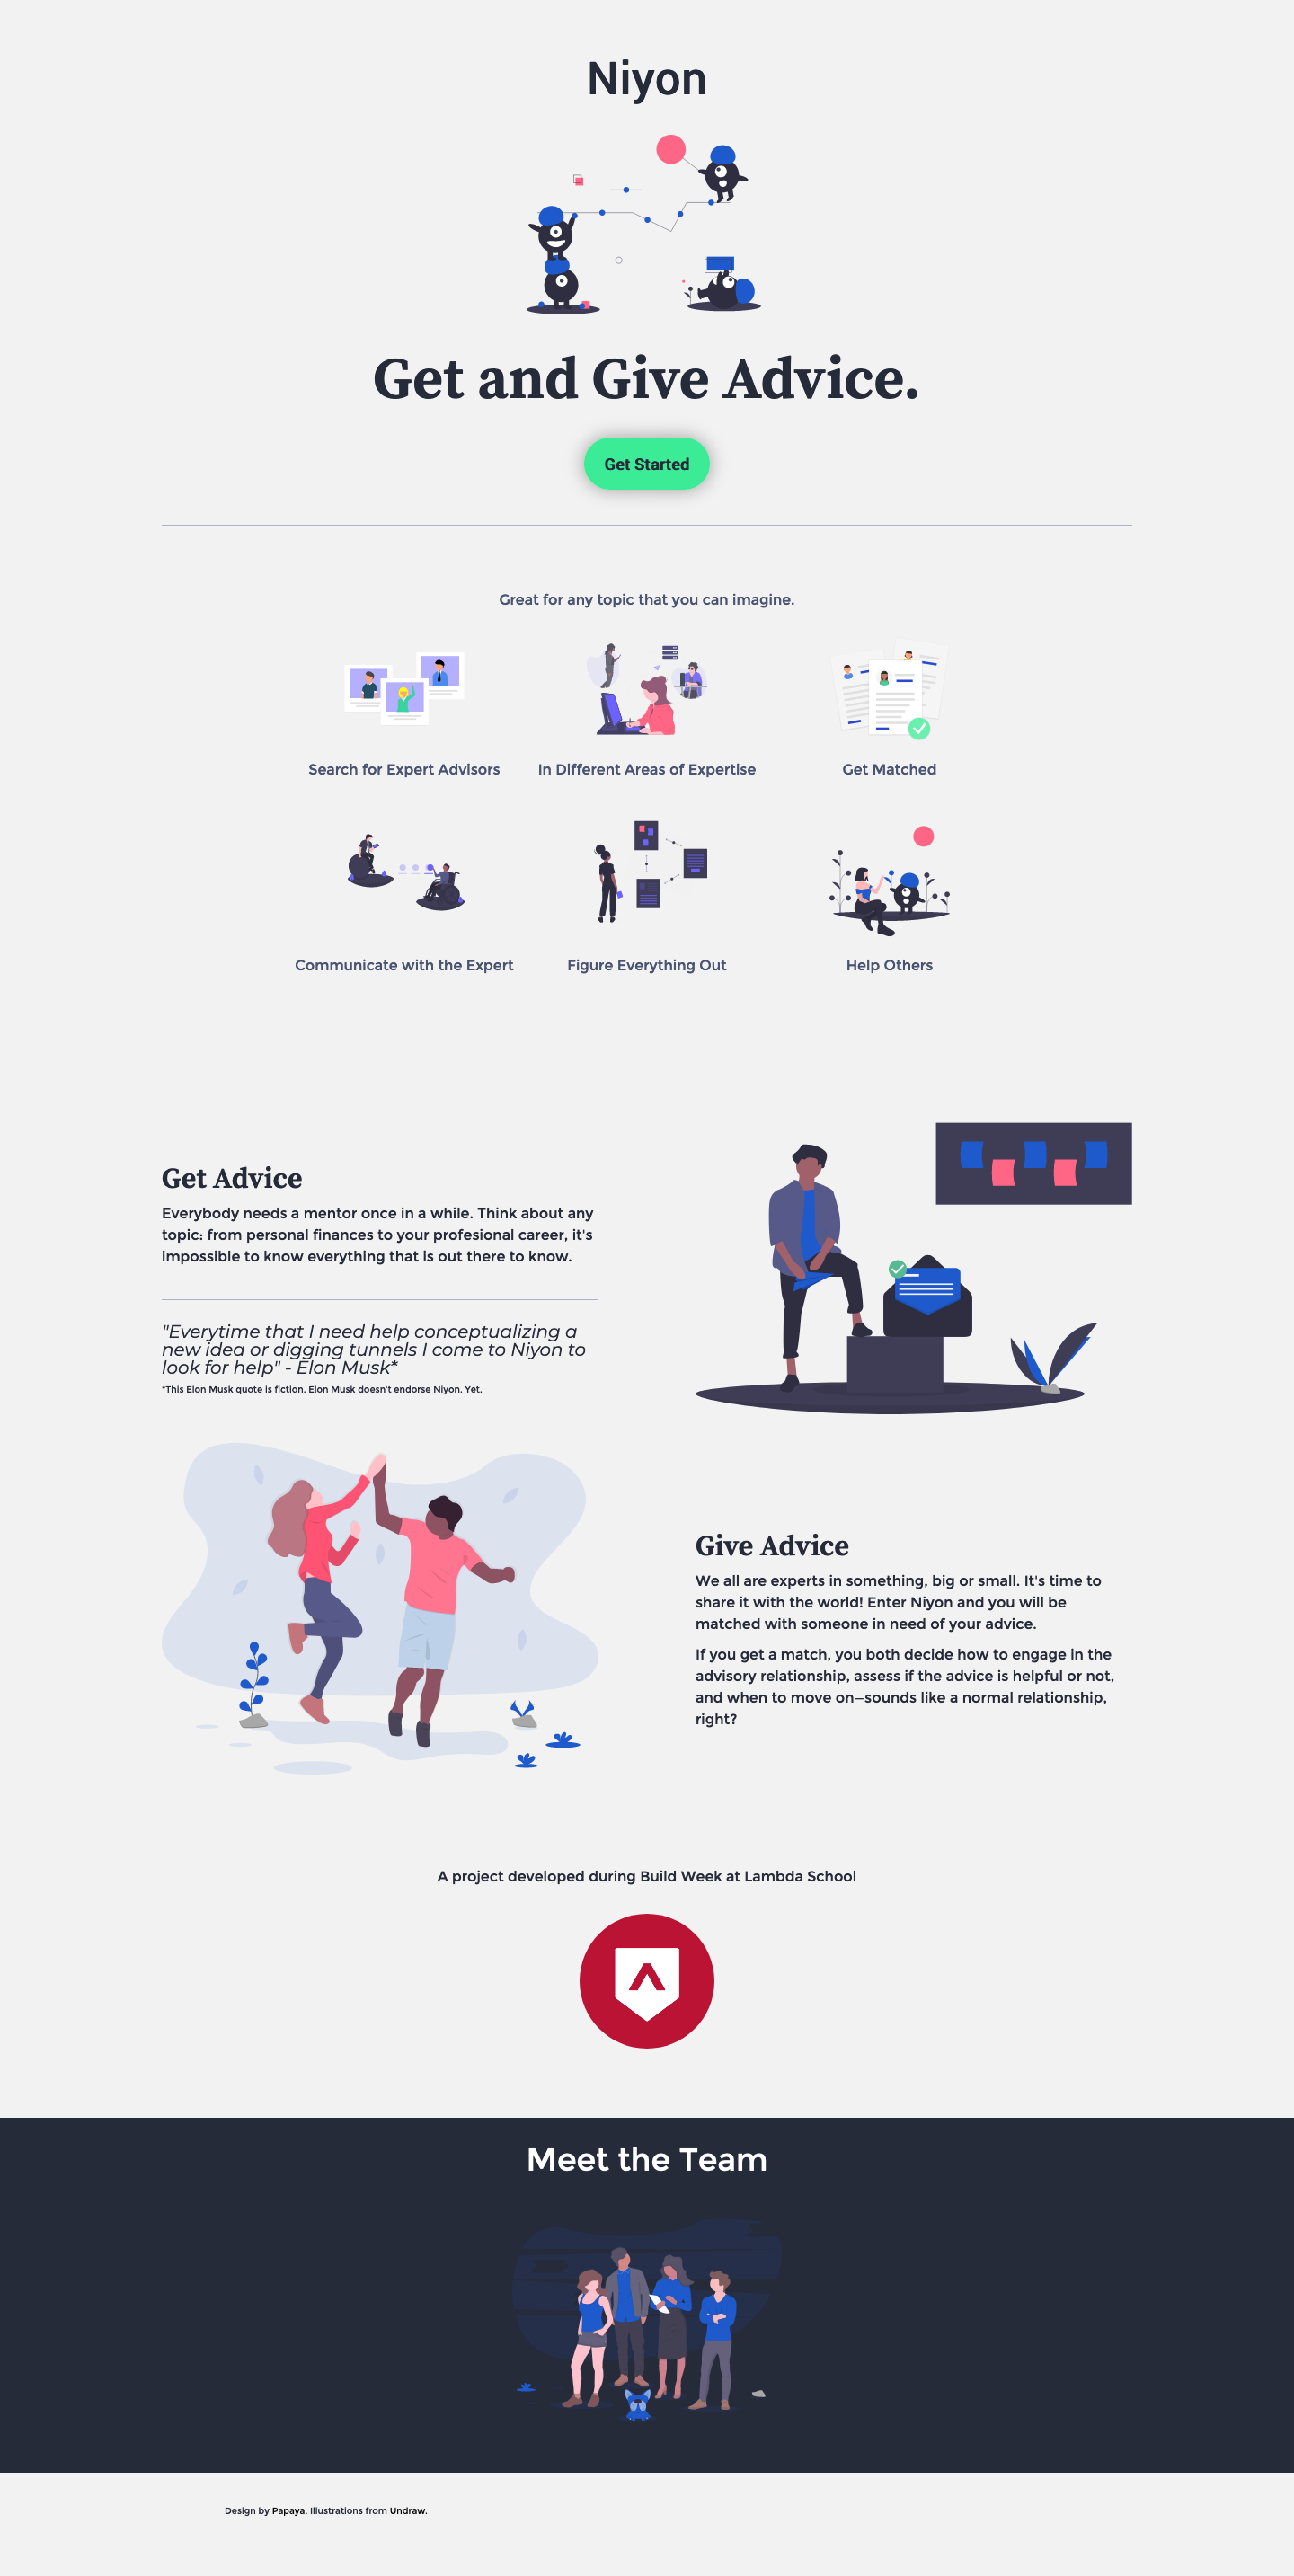 Niyon
Get and Give Advice.
Get Started
Great for any topic that you can imagine.
Search for Expert Advisors
In Different Areas of Expertise
Get Matched
Communicate with the Expert
Figure Everything Out
Help Others
Get Advice
Everybody needs a mentor once in a while. Think about any
topic: from personal finances to your profesional career, it's
impossible to know everything that is out there to know.
"Everytime that I need help conceptualizing a
new idea or digging tunnels I come to Niyon to
look for help" - Elon Musk*
*This Elon Musk quote is fiction. Elon Musk doesn't endorse Niyon. Yet.
Give Advice
We all are experts in something, big or small. It's time to
share it with the world! Enter Niyon and you will be
matched with someone in need of your advice.
If you get a match, you both decide how to engage in the
advisory relationship, assess if the advice is helpful or not,
and when to move on—sounds like a normal relationship,
right?
A project developed during Build Week at Lambda School
Meet the Team
Design by Papaya. Illustrations from Undraw.